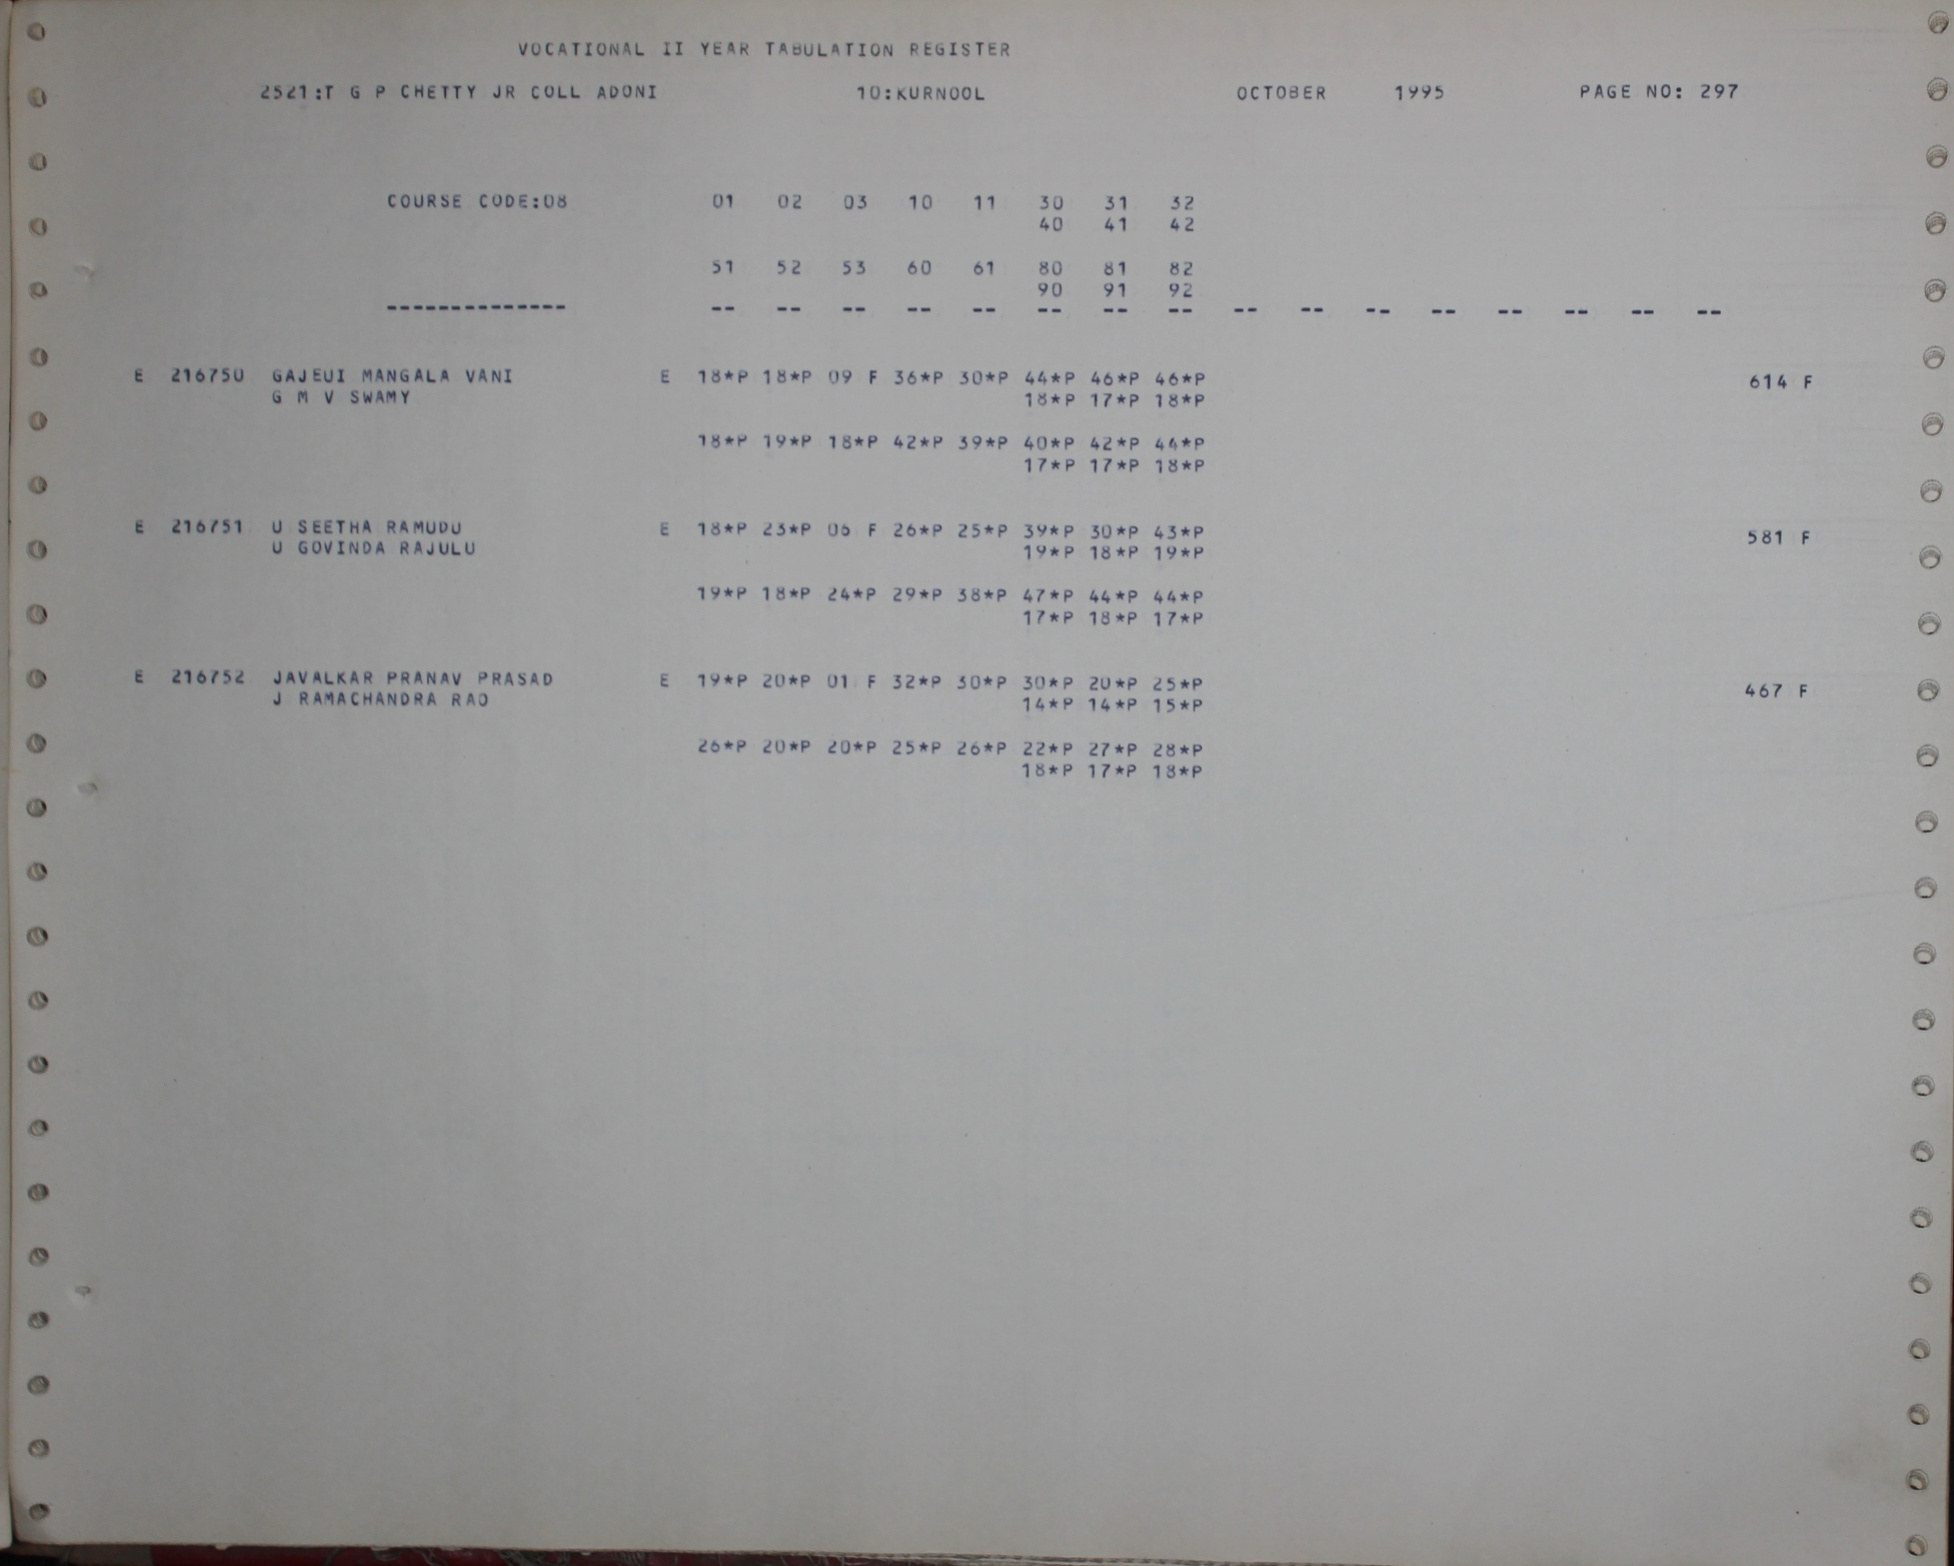 VOCATIONAL II YEAR TABULATION REGISTER
2521:T G P CHETTY JR COLL ADONI 10:KURNOOL OCTOBER 1995 PAGE NO: 297
COURSE CODE:08 01 02 03 10 11 30 31 32
40 41 42
51 52 53 60 61 80 81 82
90 91 92
-------------- -- -- -- -- -- -- -- -- -- -- -- -- -- -- -- --
E 216750 GAJEUI MANGALA VANI E 18*P 18*P 09 F 36*P 30*P 44*P 46*P 46*P 614 F
G M V SWAMY 18*P 17*P 18*P
18*P 19*P 18*P 42*P 39*P 40*P 42*P 44*P
17*P 17*P 18*P
E 216751 U SEETHA RAMUDU E 18*P 23*P 06 F 26*P 25*P 39*P 30*P 43*P 581 F
U GOVINDA RAJULU 19*P 18*P 19*P
19*P 18*P 24*P 29*P 38*P 47*P 44*P 44*P
17*P 18*P 17*P
E 216752 JAVALKAR PRANAV PRASAD E 19*P 20*P 01 F 32*P 30*P 30*P 20*P 25*P 467 F
J RAMACHANDRA RAO 14*P 14*P 15*P
26*P 20*P 20*P 25*P 26*P 22*P 27*P 28*P
18*P 17*P 18*P